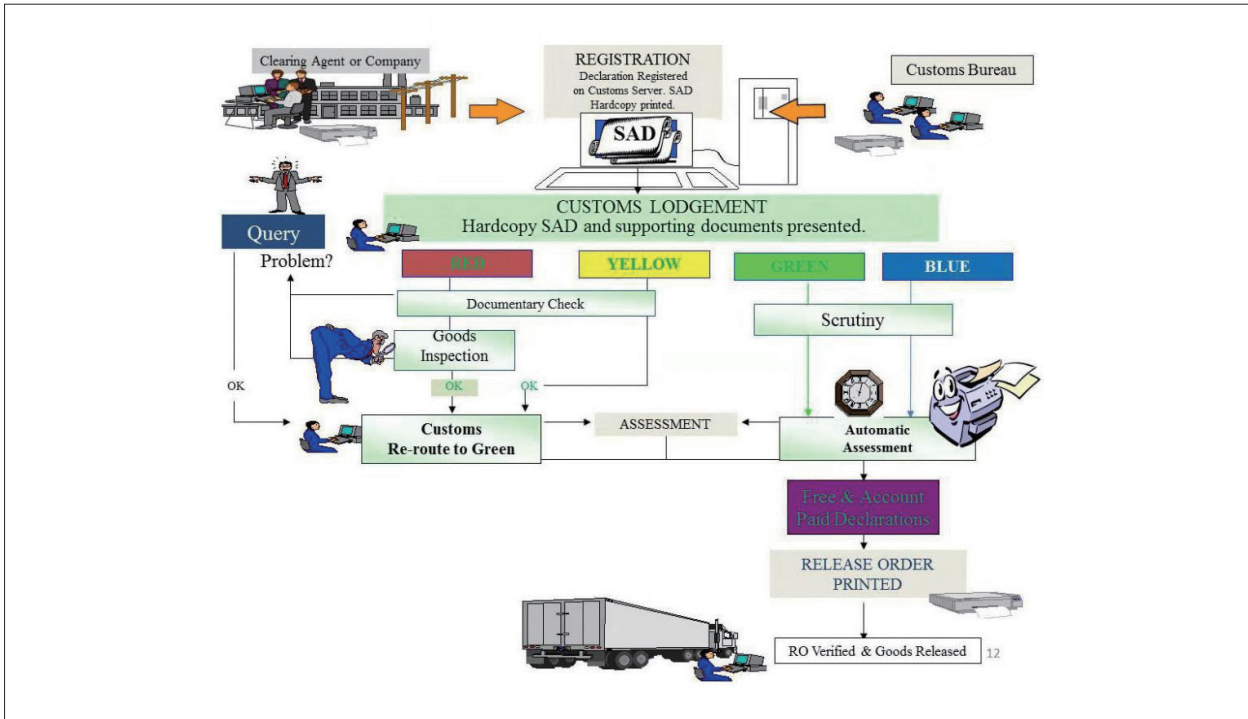 Clearing Agent or Company
REGISTRATION
Declaration Registered
on Customs Server. SAD
Hardcopy printed.
Customs Bureau
SAD
CUSTOMS LODGEMENT
Hardcopy SAD and supporting documents presented.
Query
Problem?
RED
YELLOW
GREEN
BLUE
Documentary Check
Scrutiny
Goods
Inspection
OK
OK
OK
Customs
Re-route to Green
ASSESSMENT
Automatic
Assessment
Free & Account
Paid Declarations
RELEASE ORDER
PRINTED
RO Verified & Goods Released
12